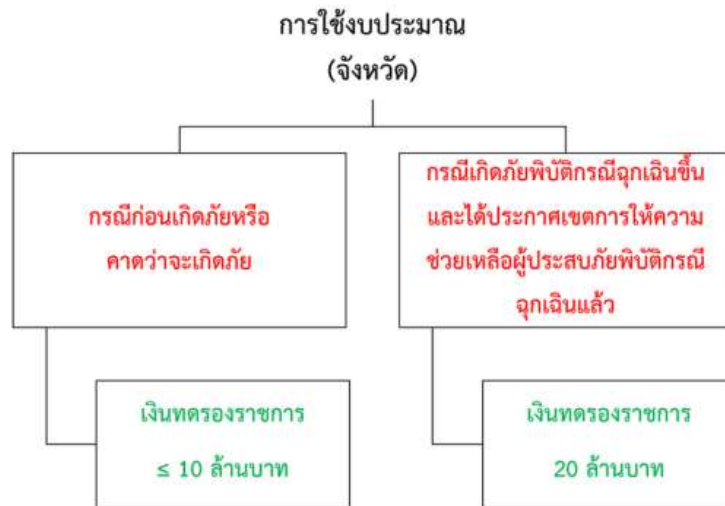 การใช้งบประมาณ
(จังหวัด)
กรณีก่อนเกิดภัยหรือ
คาดว่าจะเกิดภัย
กรณีเกิดภัยพิบัติกรณีฉุกเฉินขึ้น
และได้ประกาศเขตการให้ความ
ช่วยเหลือผู้ประสบภัยพิบัติกรณี
ฉุกเฉินแล้ว
เงินทดรองราชการ
≤ 10 ล้านบาท
เงินทดรองราชการ
20 ล้านบาท